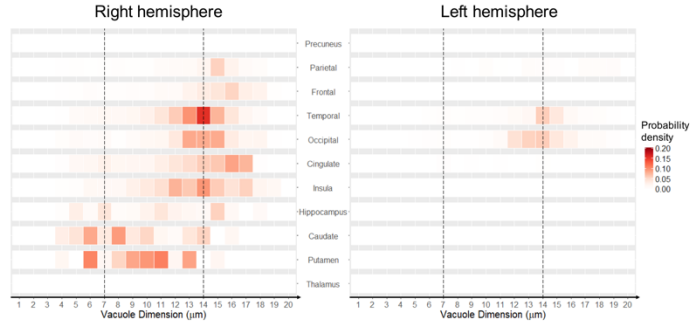 Right hemisphere
Left hemisphere
Precuneus
Parietal
Frontal
Temporal
Occipital
Cingulate
Insula
Hippocampus
Caudate
Putamen
Thalamus
Probability
density
0.20
0.15
0.10
0.05
0.00
1 2 3 4 5 6 7 8 9 10 11 12 13 14 15 16 17 18 19 20
Vacuole Dimension (μm)
1 2 3 4 5 6 7 8 9 10 11 12 13 14 15 16 17 18 19 20
Vacuole Dimension (μm)